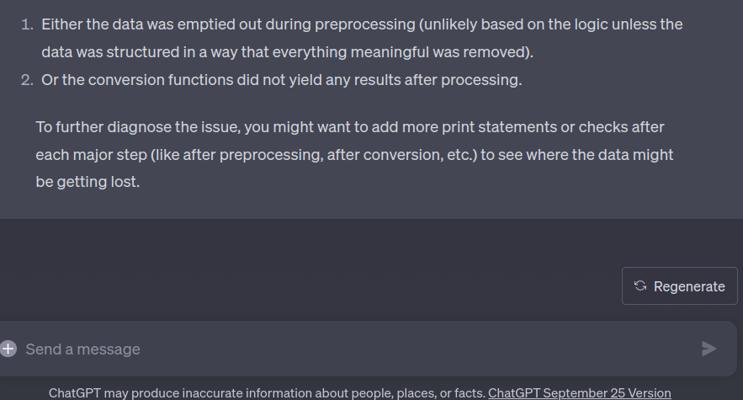 1. Either the data was emptied out during preprocessing (unlikely based on the logic unless the
data was structured in a way that everything meaningful was removed).
2. Or the conversion functions did not yield any results after processing.
To further diagnose the issue, you might want to add more print statements or checks after
each major step (like after preprocessing, after conversion, etc.) to see where the data might
be getting lost.
Regenerate
Send a message
ChatGPT may produce inaccurate information about people, places, or facts. ChatGPT September 25 Version